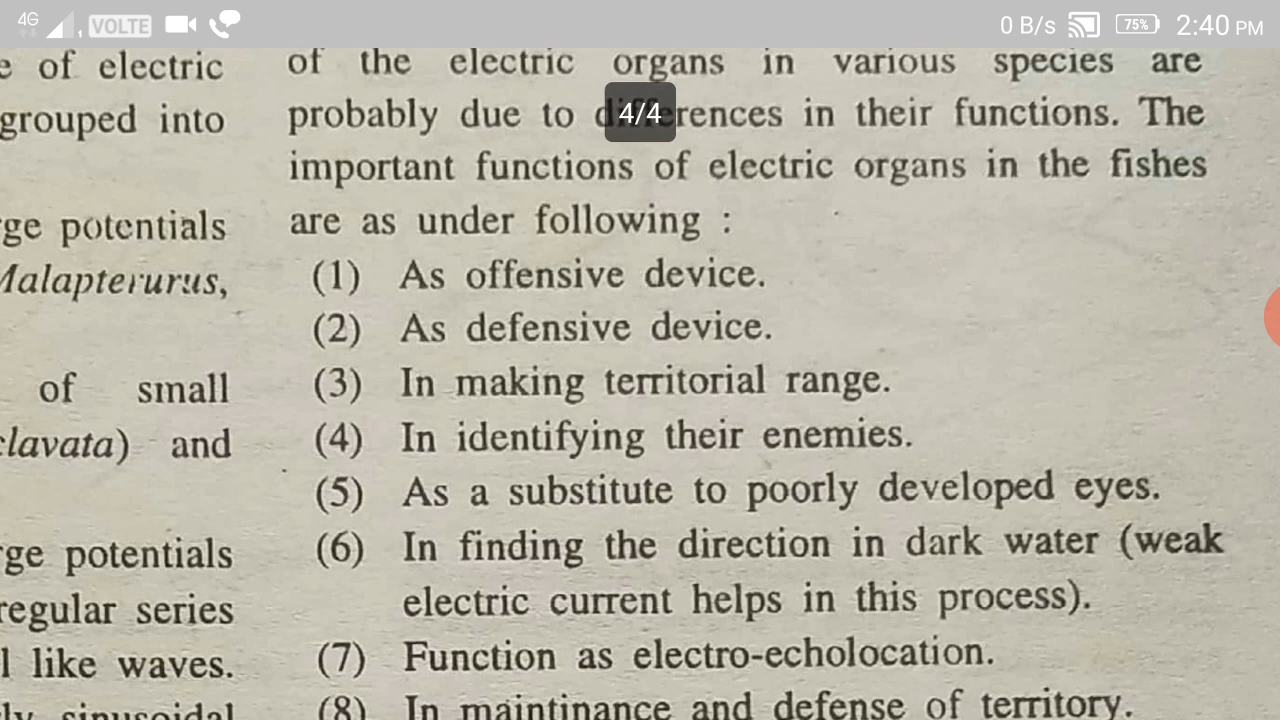 4G VOLTE 0 B/s 75% 2:40 PM
4/4
e of electric
grouped into
ge potentials
Malapterurus,
of small
clavata) and
ge potentials
regular series
l like waves.
ly sinusoidal
of the electric organs in various species are
probably due to differences in their functions. The
important functions of electric organs in the fishes
are as under following :
(1) As offensive device.
(2) As defensive device.
(3) In making territorial range.
(4) In identifying their enemies.
(5) As a substitute to poorly developed eyes.
(6) In finding the direction in dark water (weak
electric current helps in this process).
(7) Function as electro-echolocation.
(8) In maintinance and defense of territory.